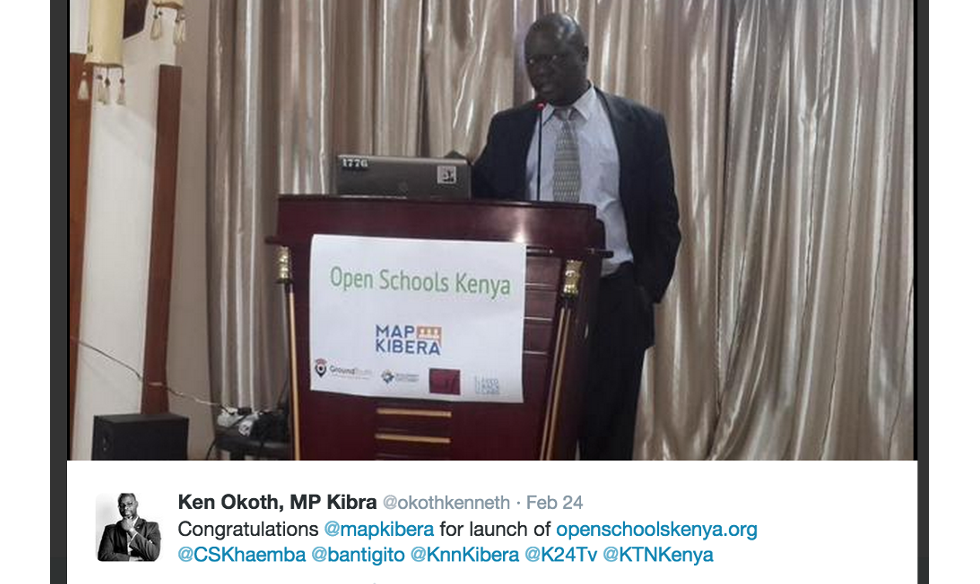 1776
Open Schools Kenya
MAP
KIBERA
GroundTruth
Ken Okoth, MP Kibra @okothkenneth · Feb 24
Congratulations @mapkibera for launch of openschoolskenya.org
@CSKhaemba @bantigito @KnnKibera @K24Tv @KTNKenya